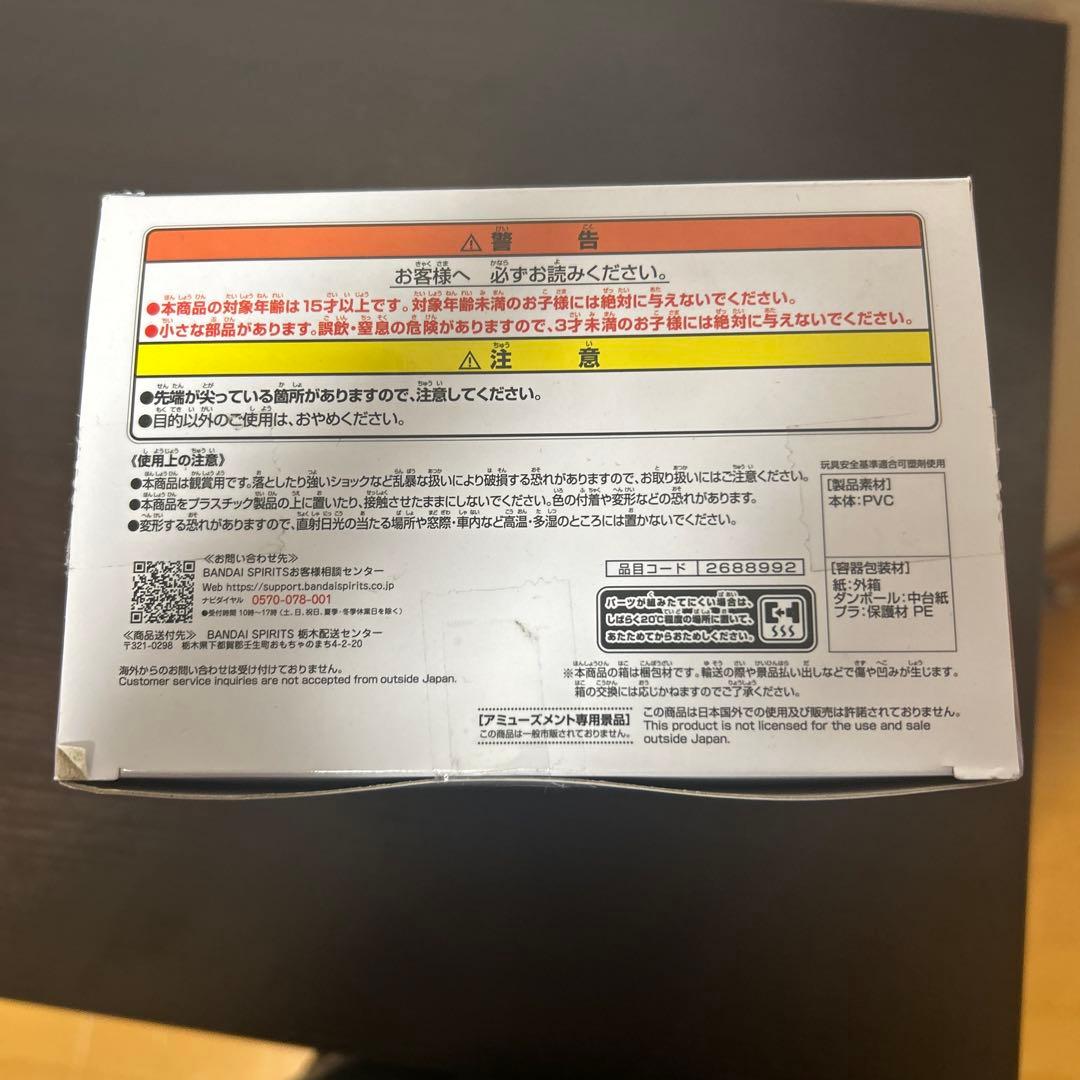 ⚠警告
お客様へ 必ずお読みください。
●本商品の対象年齢は15才以上です。対象年齢未満のお子様には絶対に与えないでください。
●小さな部品があります。誤飲・窒息の危険がありますので、3才未満のお子様には絶対に与えないでください。
⚠注意
●先端が尖っている箇所がありますので、注意してください。
●目的以外のご使用は、おやめください。
《使用上の注意》
●本商品は観賞用です。落としたり強いショックなど乱暴な扱いにより破損する恐れがありますので、お取り扱いにはご注意ください。
●本商品をプラスチック製品の上に置いたり、接触させたままにしないでください。色の付着や変形などの恐れがあります。
●変形する恐れがありますので、直射日光の当たる場所や窓際・車内など高温・多湿のところには置かないでください。
玩具安全基準適合可塑剤使用
【製品素材】
本体:PVC
【容器包装材】
紙:外箱
ダンボール:中台紙
プラ:保護材 PE
≪お問い合わせ先≫
BANDAI SPIRITSお客様相談センター
Web https://support.bandaispirits.co.jp
ナビダイヤル 0570-078-001
●受付時間 10時〜17時(土、日、祝日、夏季・冬季休業日を除く)
≪商品送付先≫ BANDAI SPIRITS 栃木配送センター
〒321-0298 栃木県下都賀郡壬生町おもちゃのまち4-2-20
海外からのお問い合わせは受け付けておりません。
Customer service inquiries are not accepted from outside Japan.
品目コード 2688992
パーツが組みたてにくい場合は、
しばらく20℃程度の場所に置いて、
あたためてからおためしください。
※本商品の箱は梱包材です。輸送の際や景品払い出しなどで傷や凹みが生じます。
箱の交換には応じかねますのでご了承ください。
[アミューズメント専用景品]
この商品は一般市販されておりません。
この商品は日本国外での使用及び販売は許諾されておりません。
This product is not licensed for the use and sale
outside Japan.